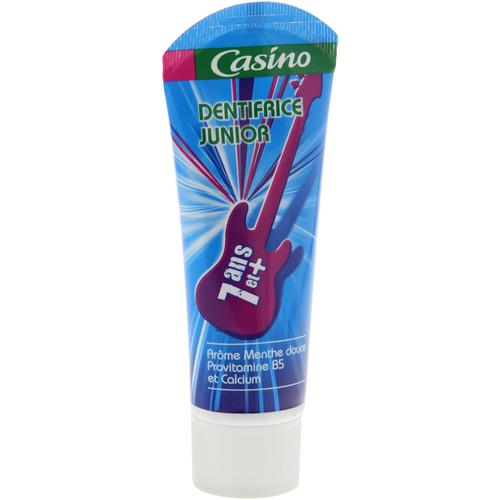 Casino
DENTIFRICE
JUNIOR
7 ans
et +
Arôme Menthe douce
Provitamine B5
et Calcium